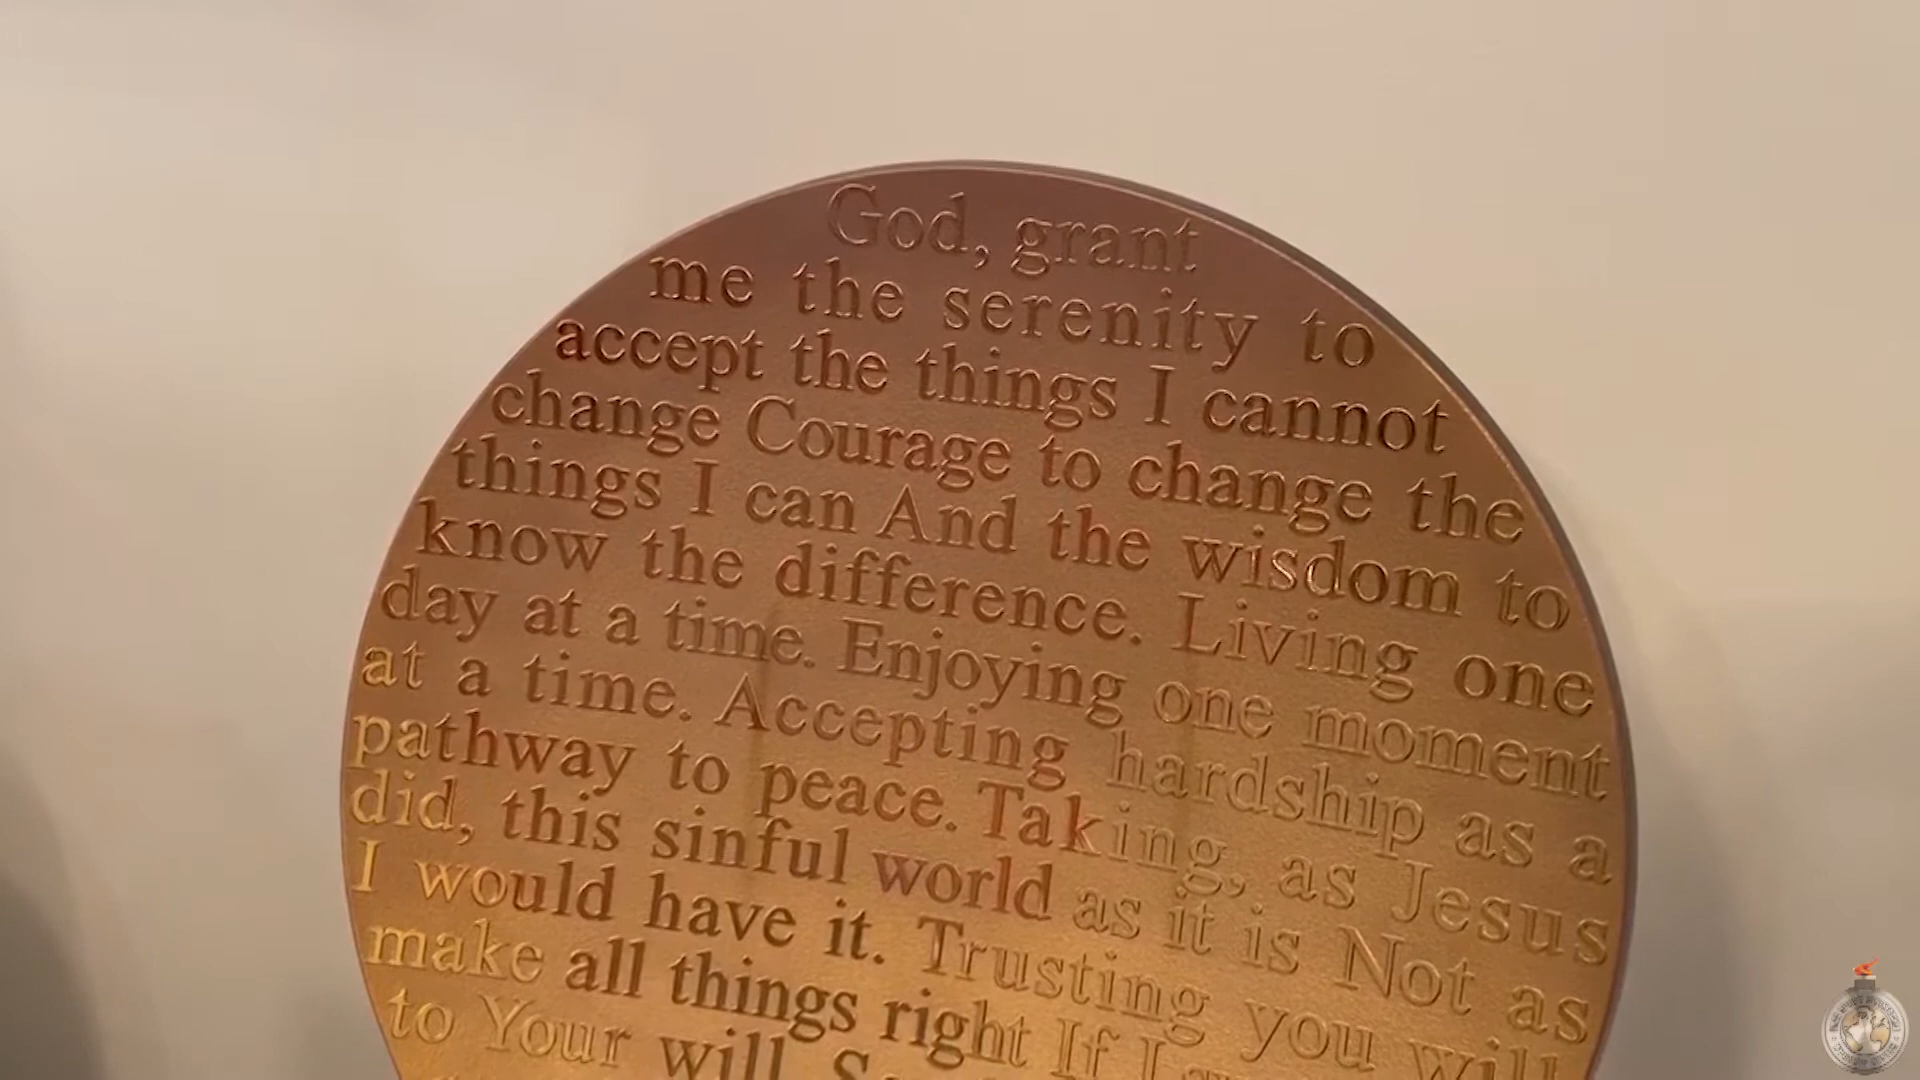 God, grant
me the serenity to
accept the things I cannot
change Courage to change the
things I can And the wisdom to
know the difference. Living one
day at a time. Enjoying one moment
at a time. Accepting hardship as a
pathway to peace. Taking, as Jesus
did, this sinful world as it is Not as
I would have it. Trusting you will
make all things right If I
to Your will